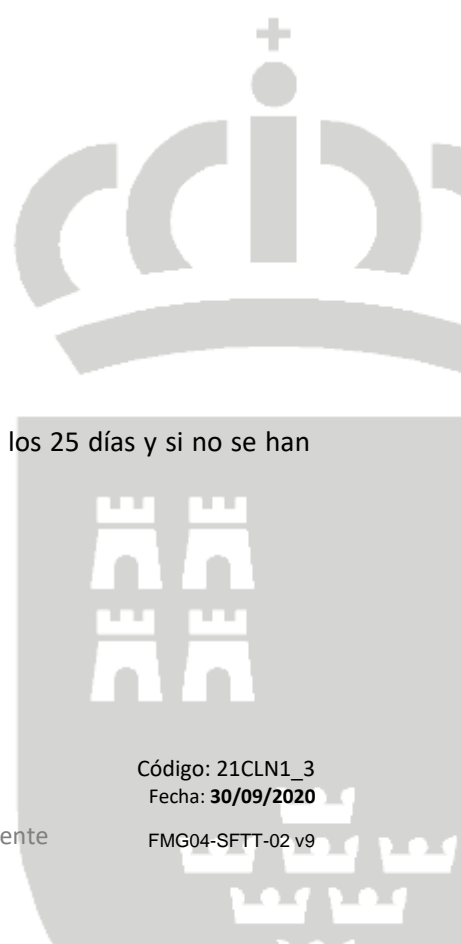 los 25 días y si no se han
Código: 21CLN1_3
Fecha: 30/09/2020
ente
FMG04-SFTT-02 v9